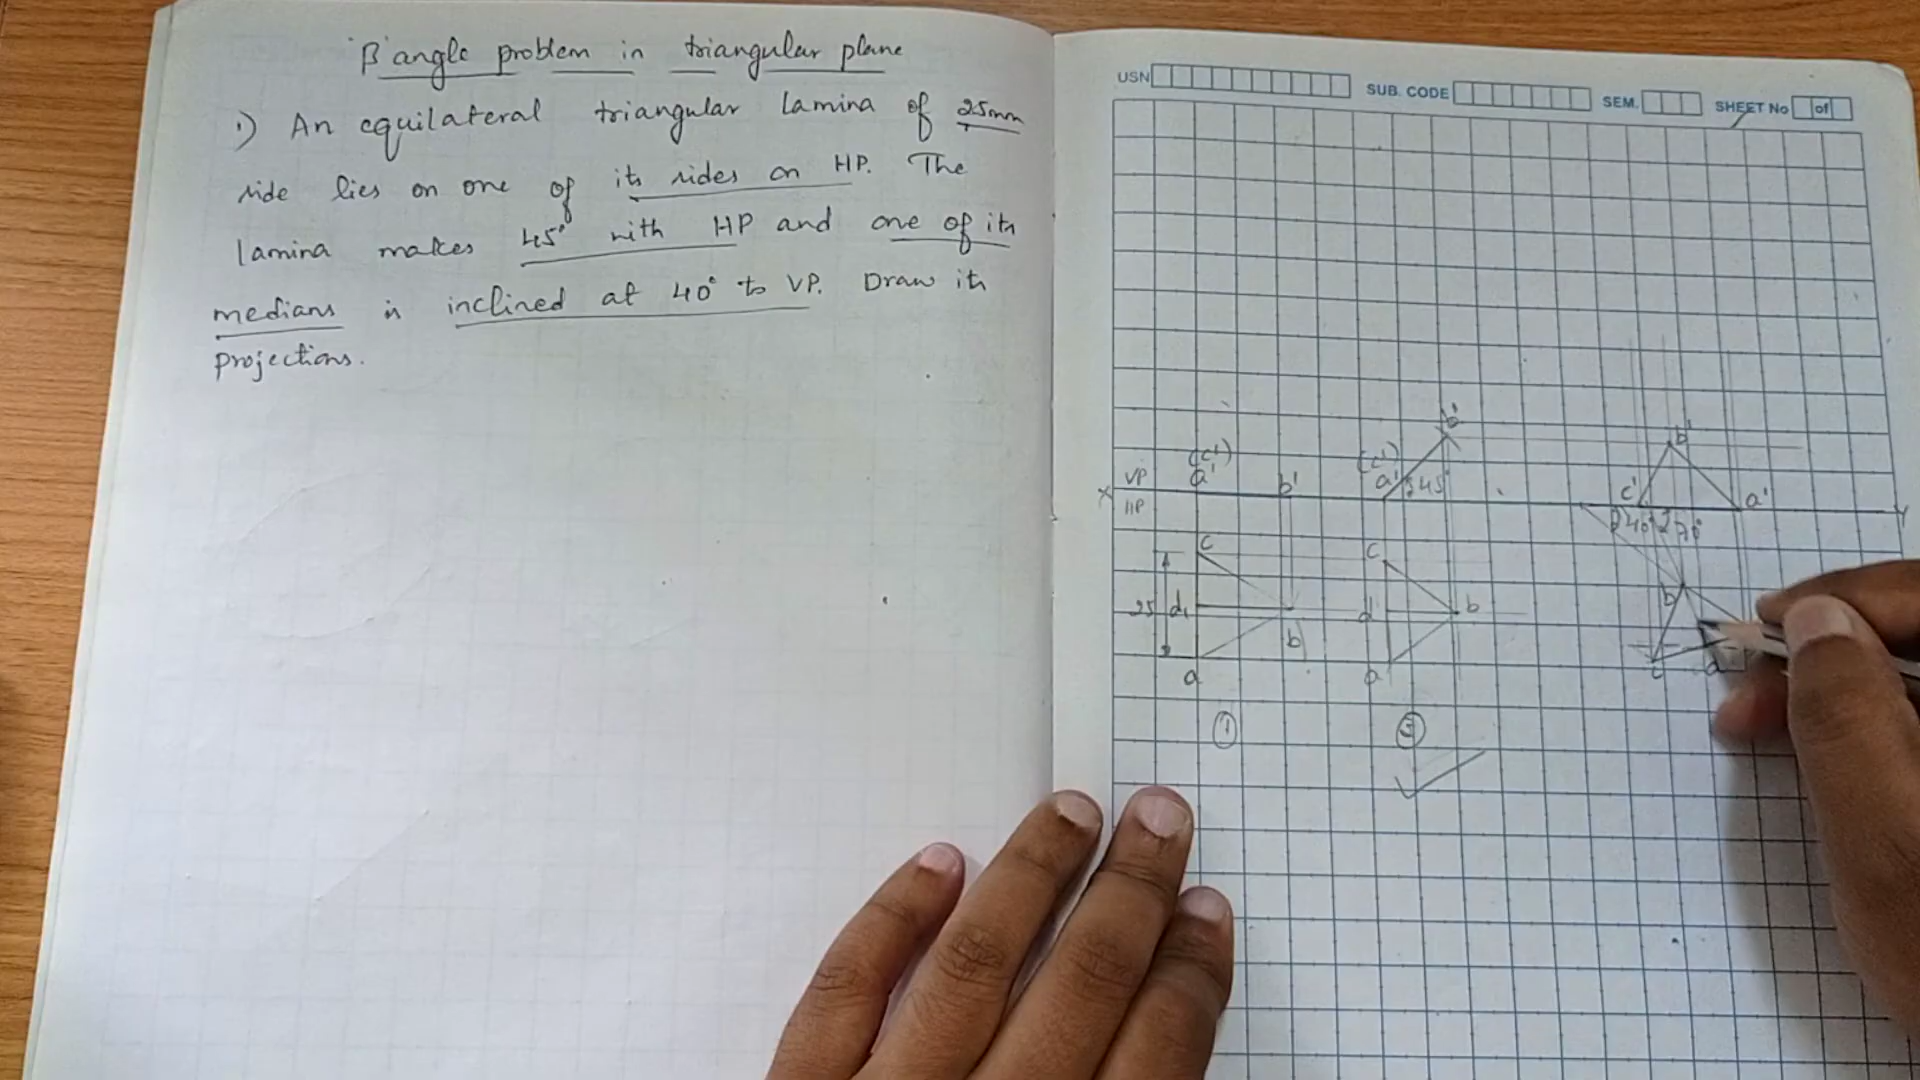 'β' angle problem in triangular plane
1) An equilateral triangular lamina of 25mm
side lies on one of its sides on HP. The
lamina makes 45° with HP and one of its
medians is inclined at 40° to VP. Draw its
projections.
USN SUB. CODE SEM. SHEET No of
b'
b'
(c') (c')
VP a' b' a' 45° c' a'
X HP Y
40°
c c
b
25 d d b
b
a a c a
1 2